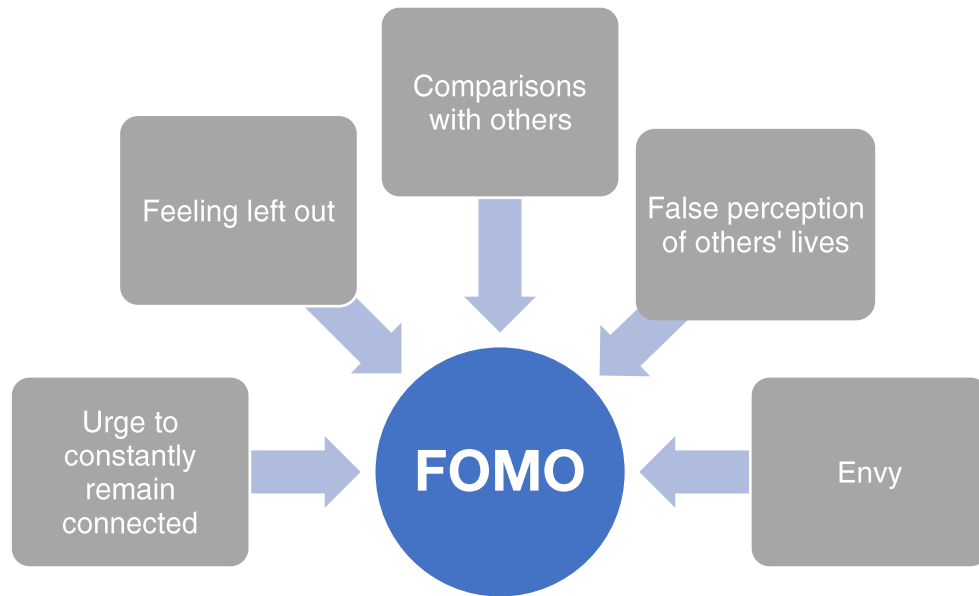 Comparisons
with others
Feeling left out
False perception
of others' lives
Urge to
constantly
remain
connected
FOMO
Envy